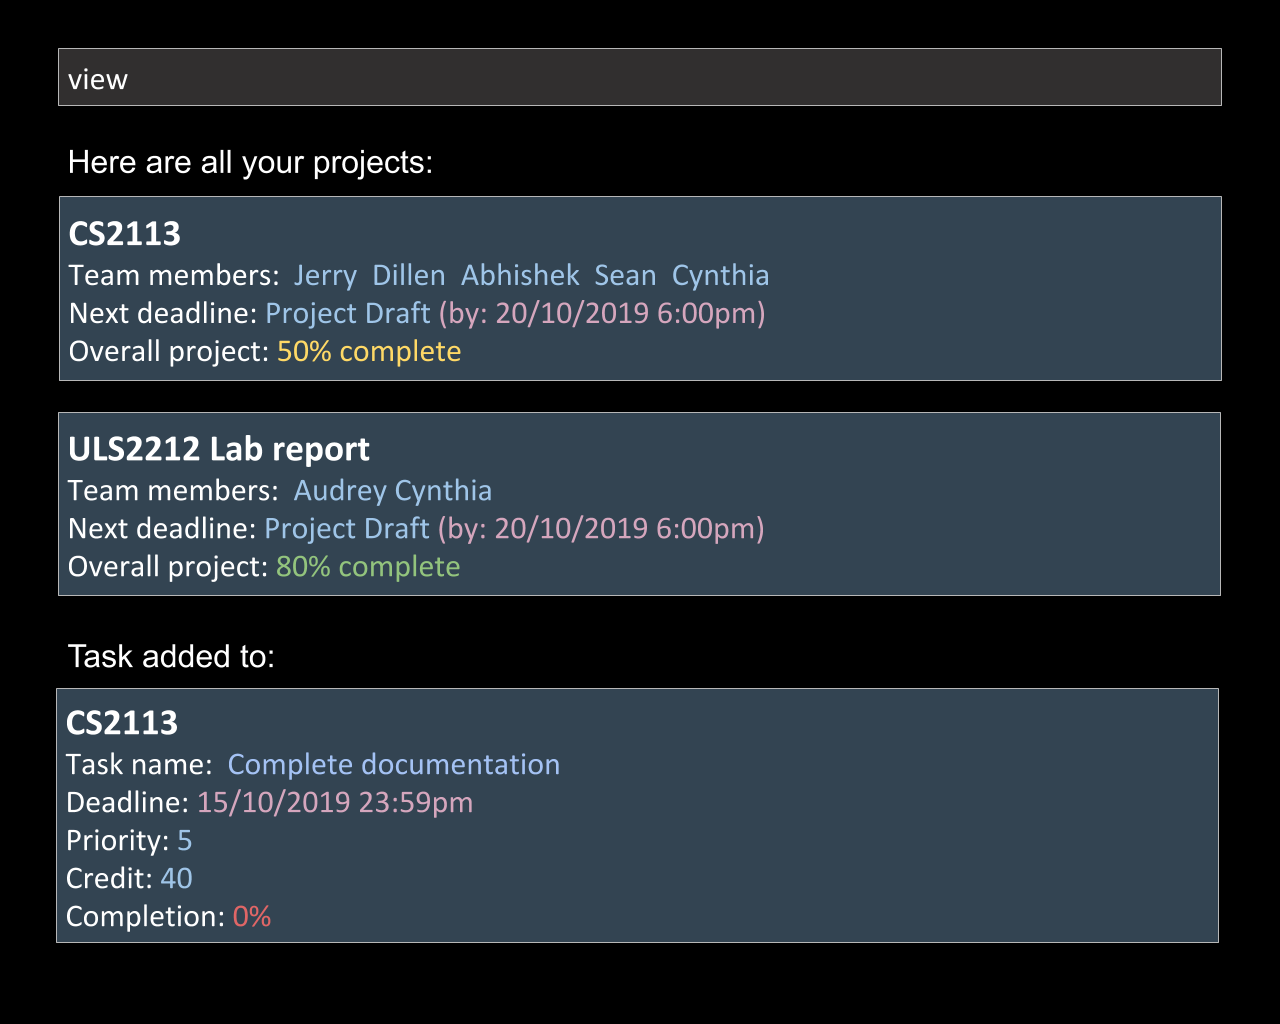 view
Here are all your projects:
CS2113
Team members:  Jerry  Dillen  Abhishek  Sean  Cynthia
Next deadline: Project Draft (by: 20/10/2019 6:00pm)
Overall project: 50% complete
ULS2212 Lab report
Team members:  Audrey Cynthia
Next deadline: Project Draft (by: 20/10/2019 6:00pm)
Overall project: 80% complete
Task added to:
CS2113
Task name:  Complete documentation
Deadline: 15/10/2019 23:59pm
Priority: 5
Credit: 40
Completion: 0%